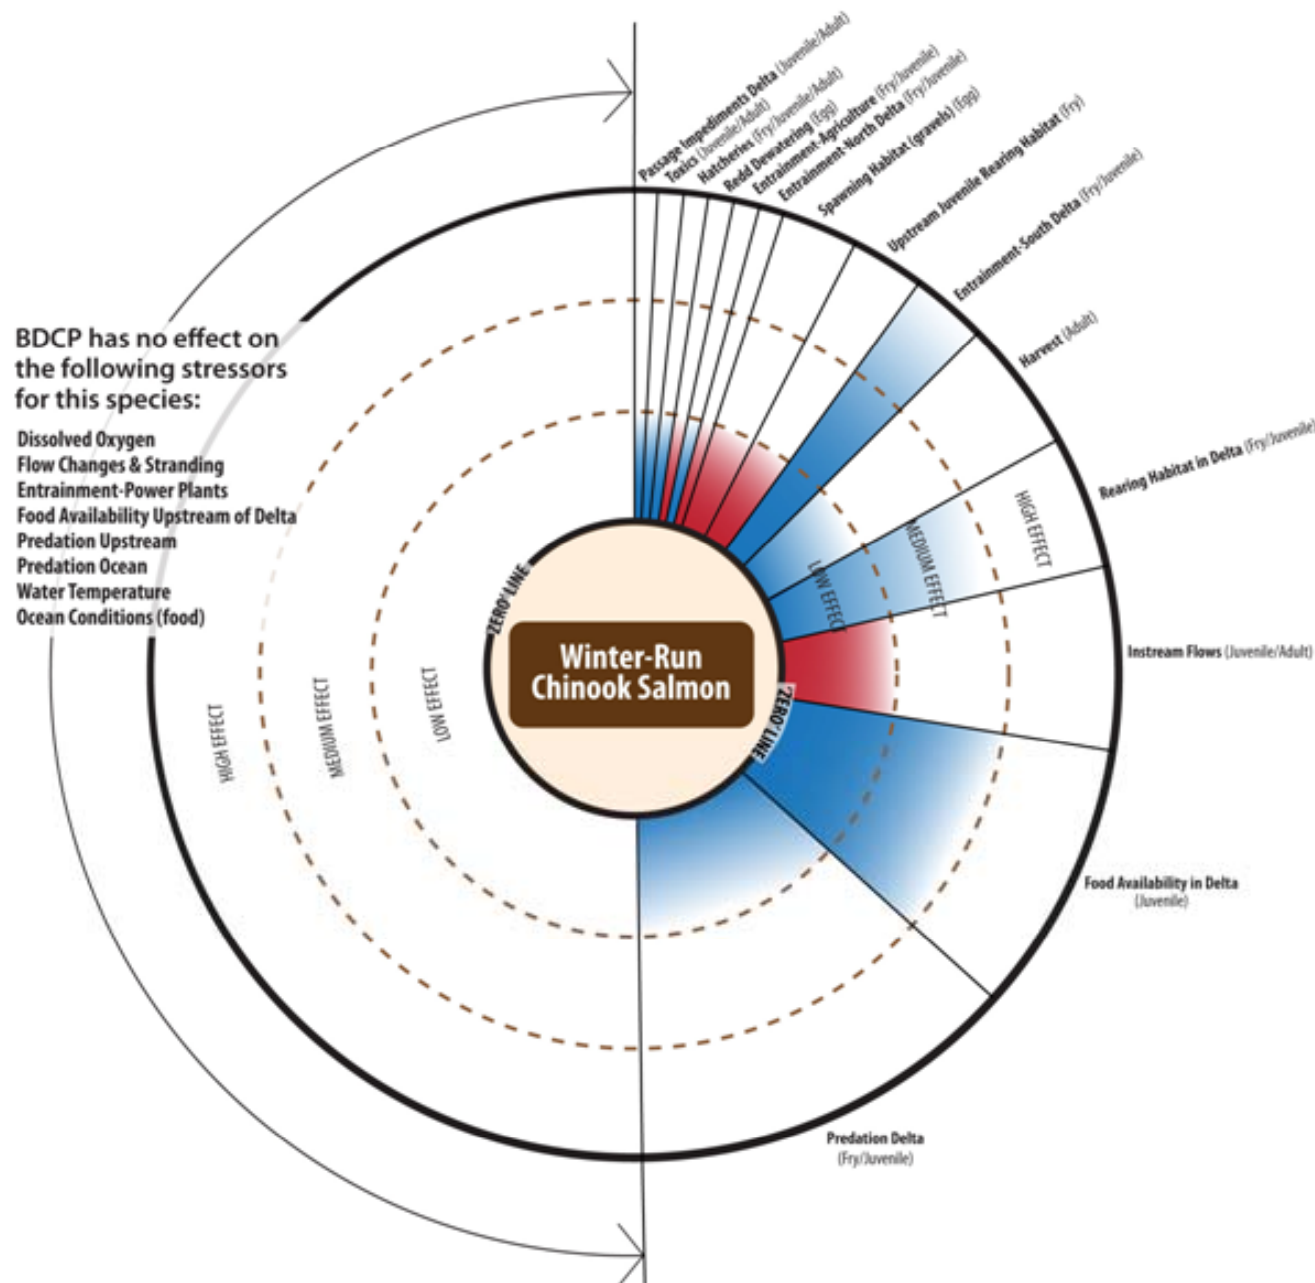 Passage Impediments Delta (Juvenile/Adult)
Toxics (Juvenile/Adult)
Hatcheries (Fry/Juvenile/Adult)
Redd Dewatering (Egg)
Entrainment-Agriculture (Fry/Juvenile)
Entrainment-North Delta (Fry/Juvenile)
Spawning Habitat (gravels) (Egg)
Upstream Juvenile Rearing Habitat (Fry)
Entrainment-South Delta (Fry/Juvenile)
Harvest (Adult)
Rearing Habitat in Delta (Fry/Juvenile)
HIGH EFFECT
MEDIUM EFFECT
LOW EFFECT
Instream Flows (Juvenile/Adult)
Food Availability in Delta
(Juvenile)
Predation Delta
(Fry/Juvenile)
BDCP has no effect on
the following stressors
for this species:
Dissolved Oxygen
Flow Changes & Stranding
Entrainment-Power Plants
Food Availability Upstream of Delta
Predation Upstream
Predation Ocean
Water Temperature
Ocean Conditions (food)
'ZERO' LINE
Winter-Run
Chinook Salmon
'ZERO' LINE
HIGH EFFECT
MEDIUM EFFECT
LOW EFFECT